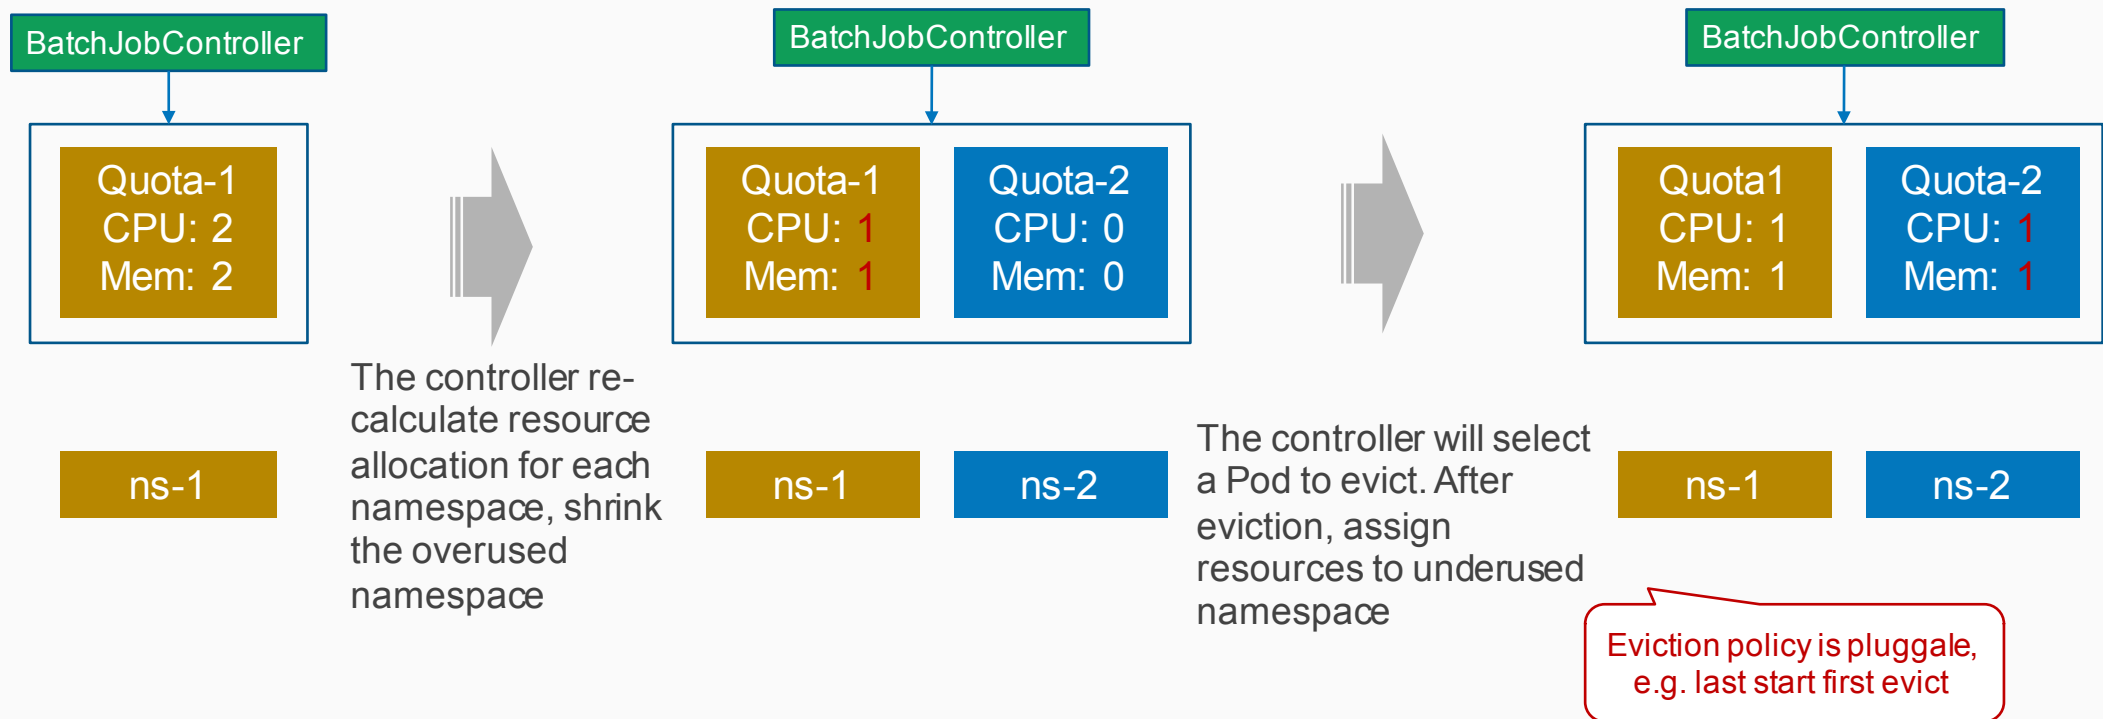 BatchJobController
Quota-1
CPU: 2
Mem: 2
ns-1
The controller re-
calculate resource
allocation for each
namespace, shrink
the overused
namespace
BatchJobController
Quota-1
CPU: 1
Mem: 1
Quota-2
CPU: 0
Mem: 0
ns-1
ns-2
The controller will select
a Pod to evict. After
eviction, assign
resources to underused
namespace
BatchJobController
Quota1
CPU: 1
Mem: 1
Quota-2
CPU: 1
Mem: 1
ns-1
ns-2
Eviction policy is pluggale,
e.g. last start first evict